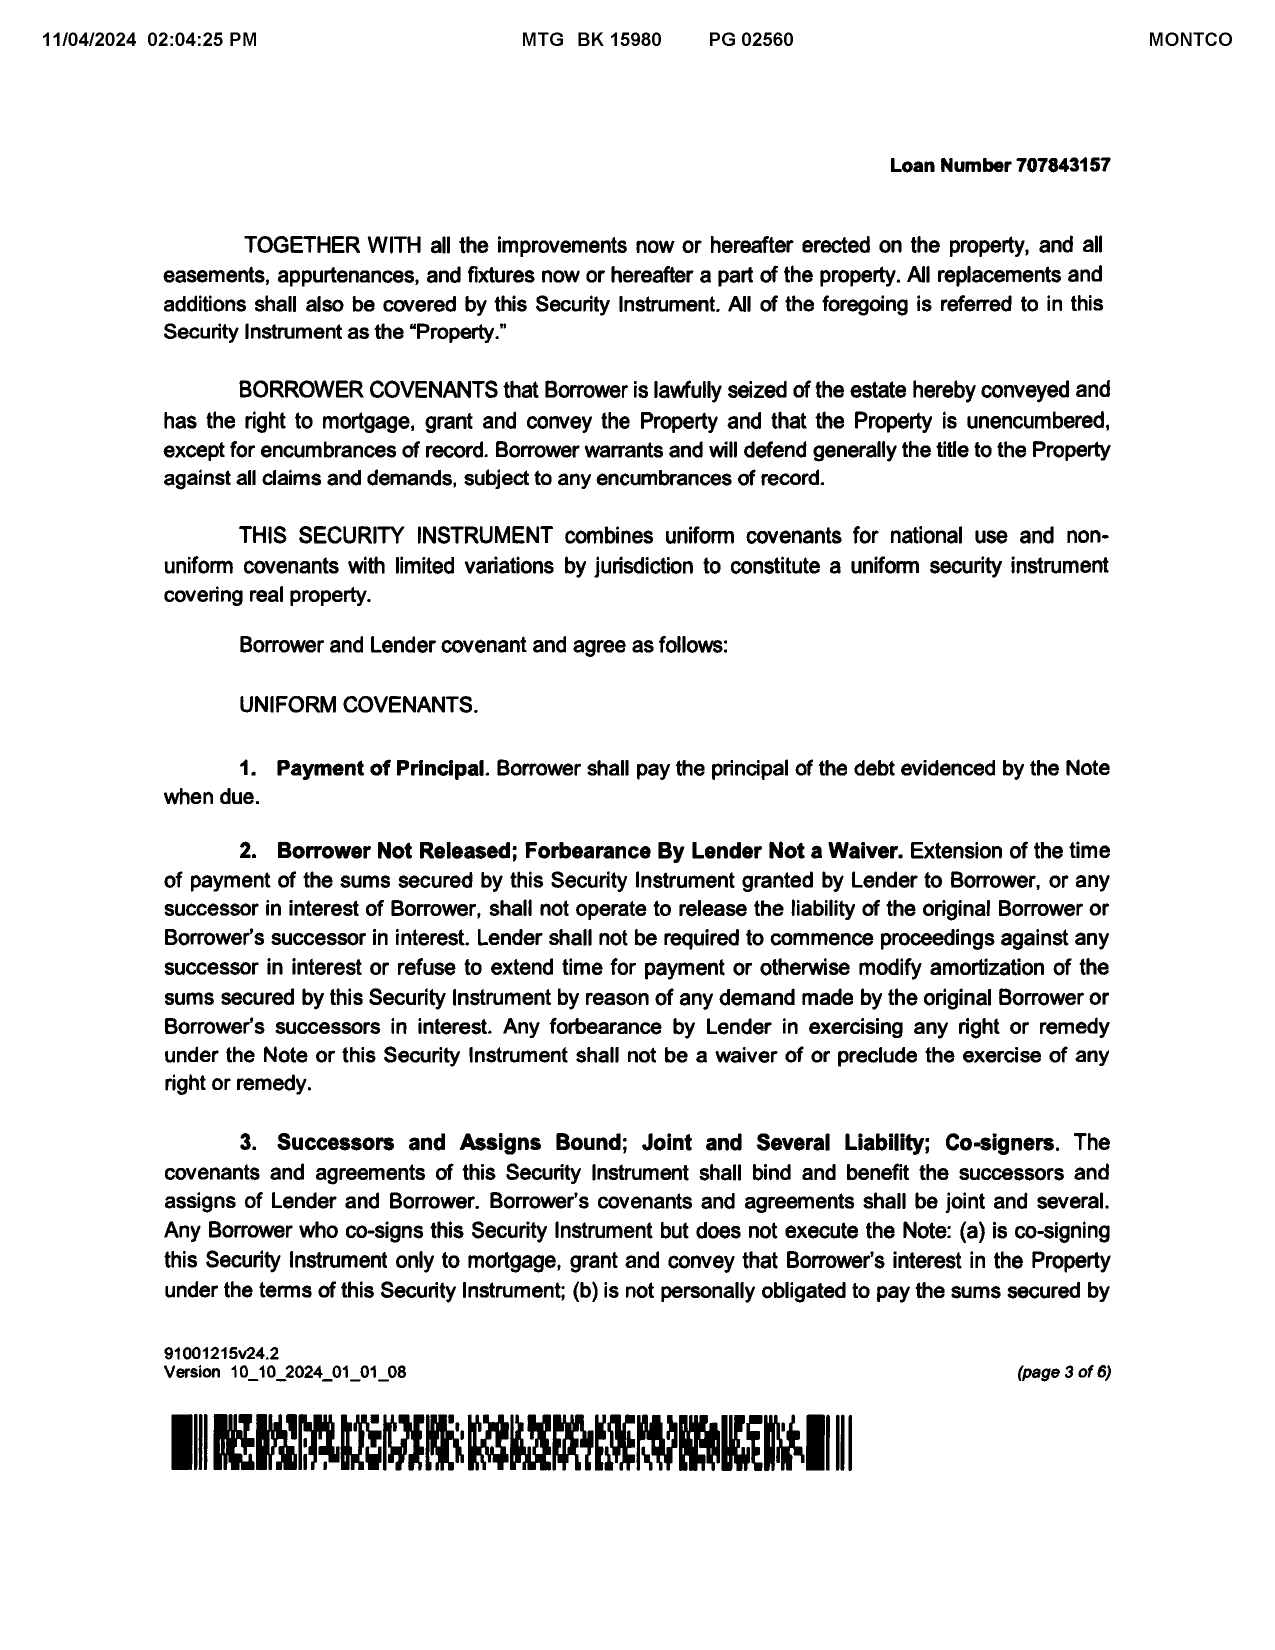 11/04/2024 02:04:25 PM MTG BK 15980 PG 02560 MONTCO
Loan Number 707843157
TOGETHER WITH all the improvements now or hereafter erected on the property, and all
easements, appurtenances, and fixtures now or hereafter a part of the property. All replacements and
additions shall also be covered by this Security Instrument. All of the foregoing is referred to in this
Security Instrument as the “Property.”
BORROWER COVENANTS that Borrower is lawfully seized of the estate hereby conveyed and
has the right to mortgage, grant and convey the Property and that the Property is unencumbered,
except for encumbrances of record. Borrower warrants and will defend generally the title to the Property
against all claims and demands, subject to any encumbrances of record.
THIS SECURITY INSTRUMENT combines uniform covenants for national use and non-
uniform covenants with limited variations by jurisdiction to constitute a uniform security instrument
covering real property.
Borrower and Lender covenant and agree as follows:
UNIFORM COVENANTS.
1. Payment of Principal. Borrower shall pay the principal of the debt evidenced by the Note
when due.
2. Borrower Not Released; Forbearance By Lender Not a Waiver. Extension of the time
of payment of the sums secured by this Security Instrument granted by Lender to Borrower, or any
successor in interest of Borrower, shall not operate to release the liability of the original Borrower or
Borrower's successor in interest. Lender shall not be required to commence proceedings against any
successor in interest or refuse to extend time for payment or otherwise modify amortization of the
sums secured by this Security Instrument by reason of any demand made by the original Borrower or
Borrower's successors in interest. Any forbearance by Lender in exercising any right or remedy
under the Note or this Security Instrument shall not be a waiver of or preclude the exercise of any
right or remedy.
3. Successors and Assigns Bound; Joint and Several Liability; Co-signers. The
covenants and agreements of this Security Instrument shall bind and benefit the successors and
assigns of Lender and Borrower. Borrower's covenants and agreements shall be joint and several.
Any Borrower who co-signs this Security Instrument but does not execute the Note: (a) is co-signing
this Security Instrument only to mortgage, grant and convey that Borrower's interest in the Property
under the terms of this Security Instrument; (b) is not personally obligated to pay the sums secured by
91001215v24.2
Version 10_10_2024_01_01_08 (page 3 of 6)